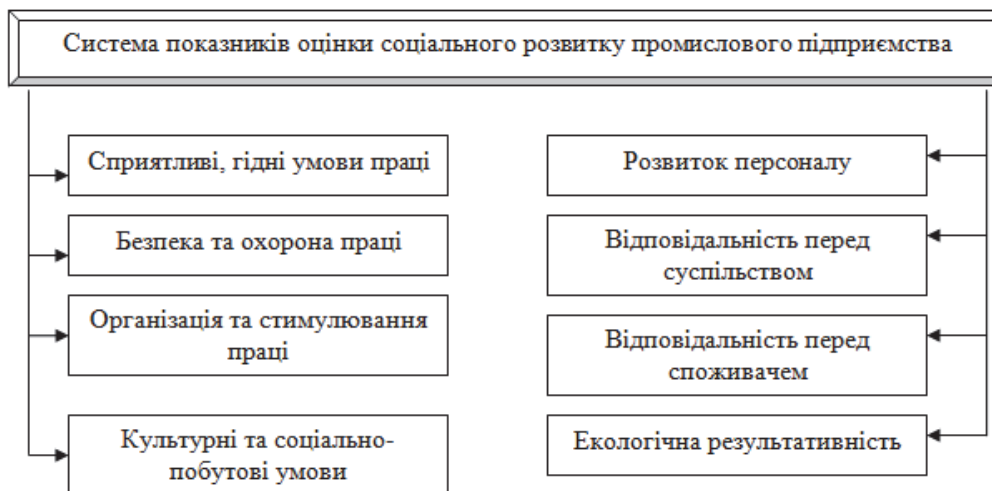 Система показників оцінки соціального розвитку промислового підприємства
Сприятливі, гідні умови праці
Безпека та охорона праці
Організація та стимулювання
праці
Культурні та соціально-
побутові умови
Розвиток персоналу
Відповідальність перед
суспільством
Відповідальність перед
споживачем
Екологічна результативність